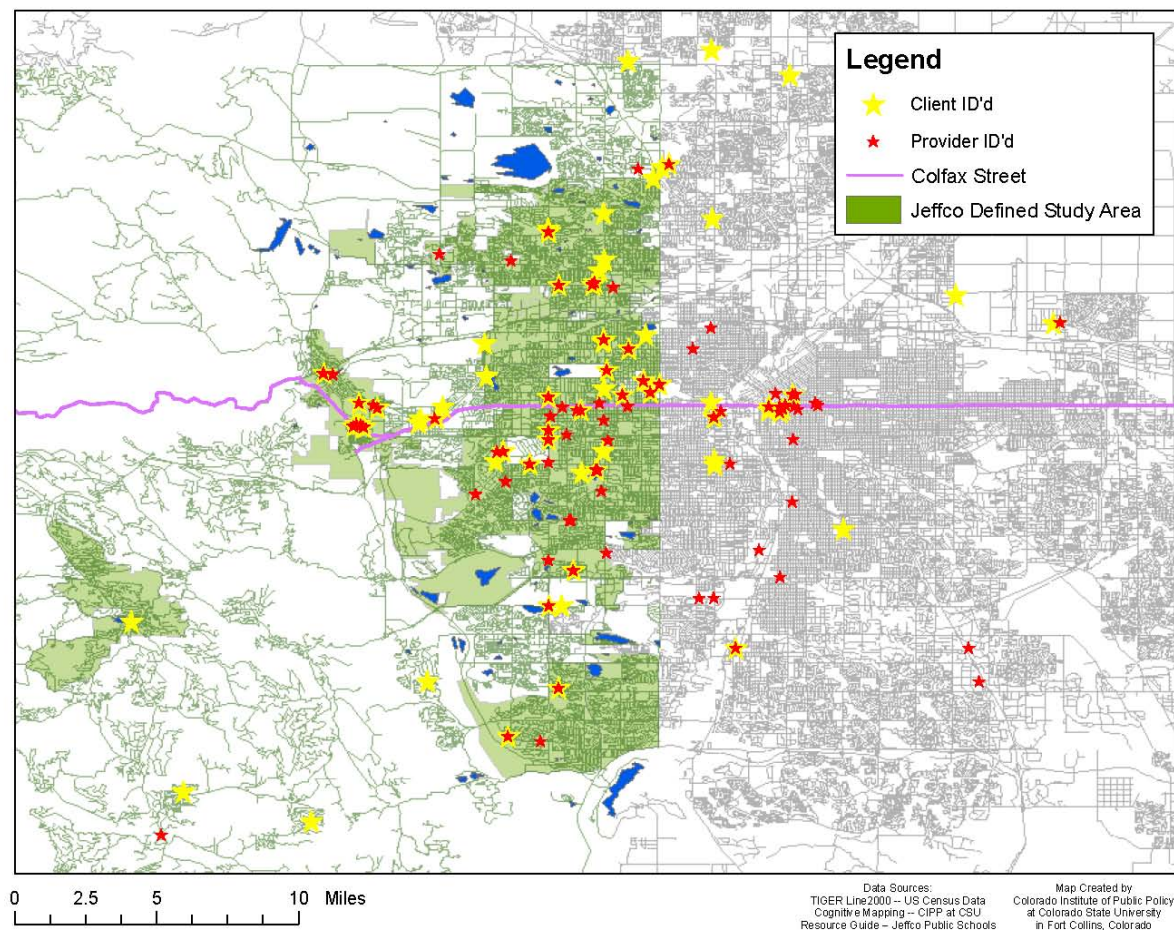 Legend
Client ID'd
Provider ID'd
Colfax Street
Jeffco Defined Study Area
0 2.5 5 10 Miles
Data Sources:
TIGER Line2000 -- US Census Data
Cognitive Mapping -- CIPP at CSU
Resource Guide -- Jeffco Public Schools
Map Created by
Colorado Institute of Public Policy
at Colorado State University
in Fort Collins, Colorado